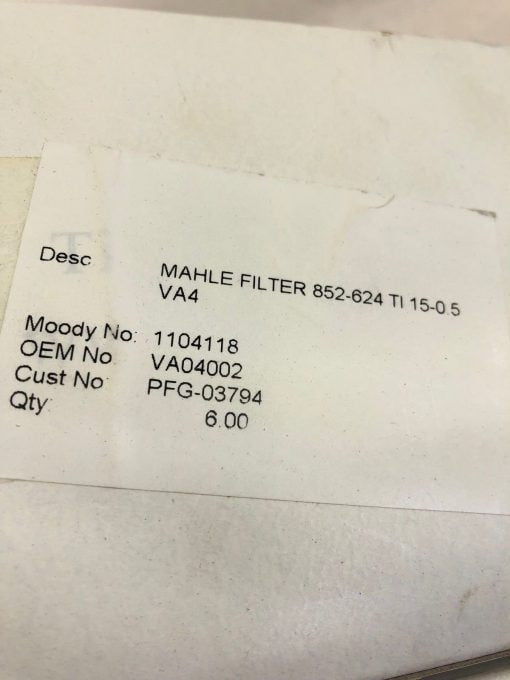 Desc MAHLE FILTER 852-624 TI 15-0.5
VA4
Moody No: 1104118
OEM No VA04002
Cust No PFG-03794
Qty 6.00